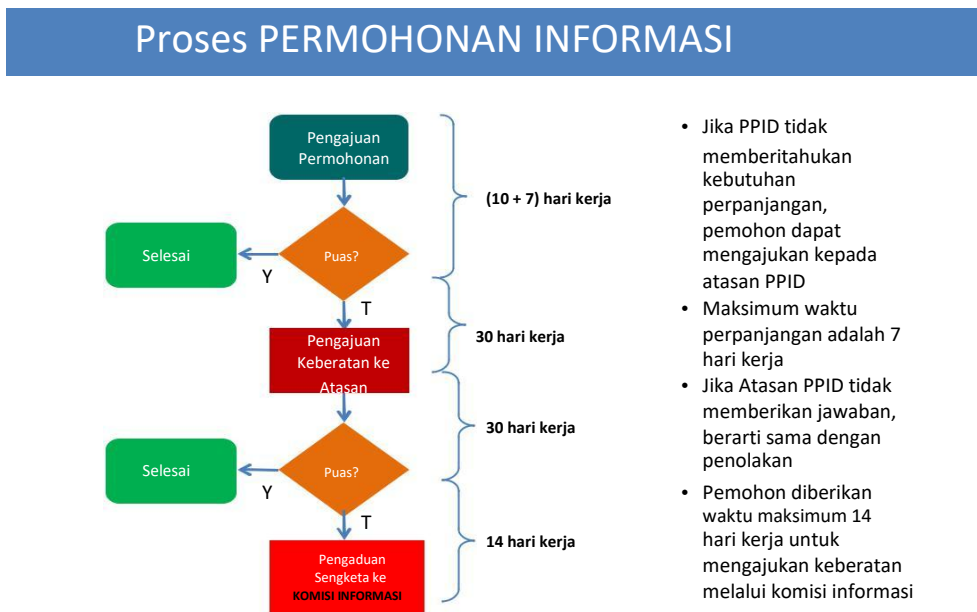 Proses PERMOHONAN INFORMASI
Pengajuan
Permohonan
(10 + 7) hari kerja
Selesai
Puas?
Y
T
30 hari kerja
Pengajuan
Keberatan ke
Atasan
30 hari kerja
Selesai
Puas?
Y
T
14 hari kerja
Pengaduan
Sengketa ke
KOMISI INFORMASI
• Jika PPID tidak
memberitahukan
kebutuhan
perpanjangan,
pemohon dapat
mengajukan kepada
atasan PPID
• Maksimum waktu
perpanjangan adalah 7
hari kerja
• Jika Atasan PPID tidak
memberikan jawaban,
berarti sama dengan
penolakan
• Pemohon diberikan
waktu maksimum 14
hari kerja untuk
mengajukan keberatan
melalui komisi informasi